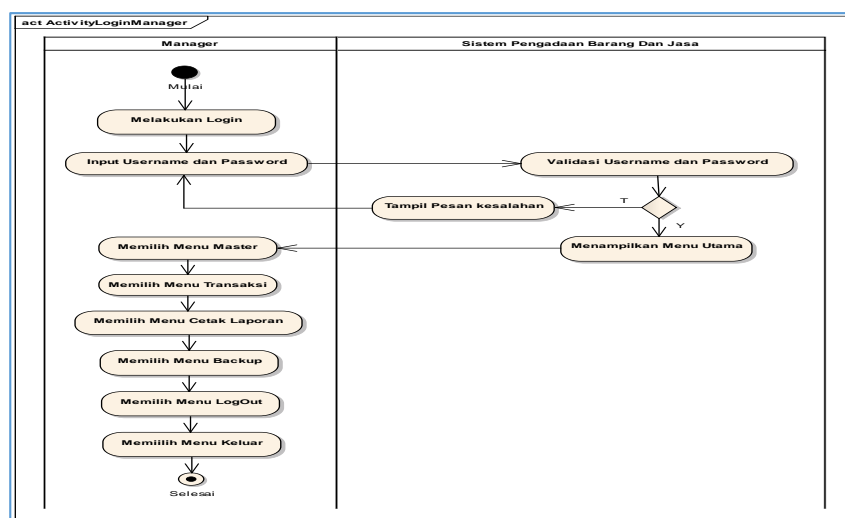 act ActivityLoginManager
Manager
Sistem Pengadaan Barang Dan Jasa
Mulai
Melakukan Login
Input Username dan Password
Validasi Username dan Password
Tampil Pesan kesalahan
T
Y
Memilih Menu Master
Menampilkan Menu Utama
Memilih Menu Transaksi
Memilih Menu Cetak Laporan
Memilih Menu Backup
Memilih Menu LogOut
Memiilih Menu Keluar
Selesai